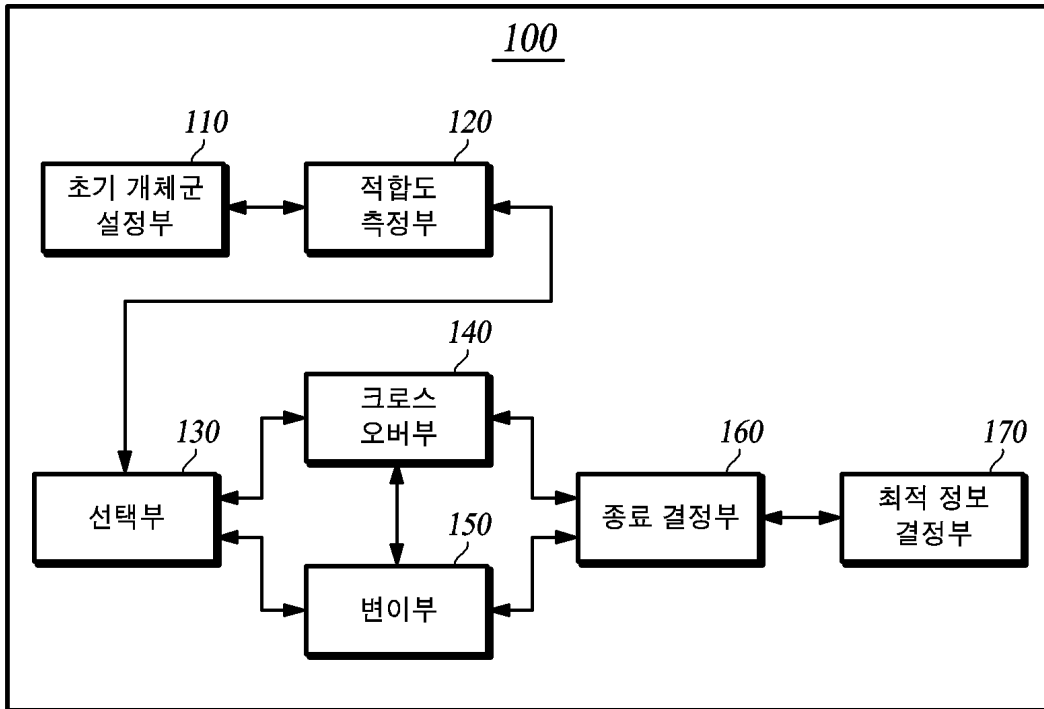 100
110
초기 개체군
설정부
120
적합도
측정부
130
선택부
140
크로스
오버부
150
변이부
160
종료 결정부
170
최적 정보
결정부